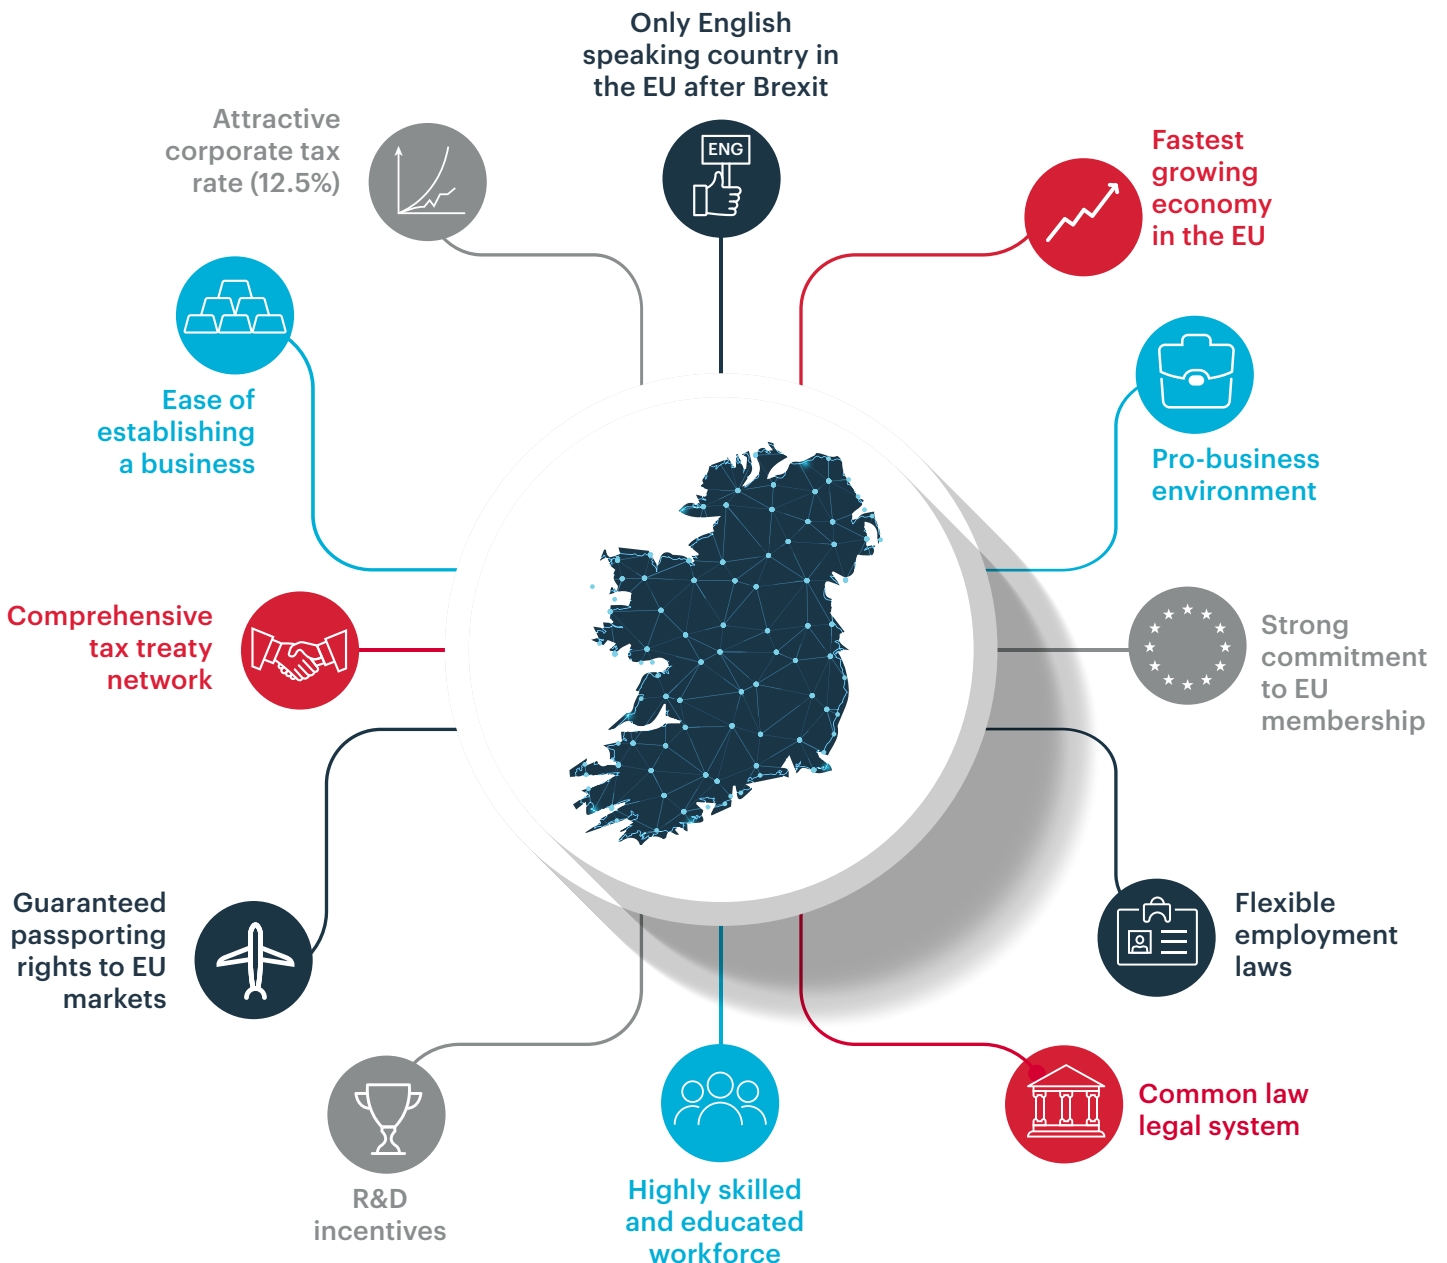 Only English
speaking country in
the EU after Brexit
ENG
Attractive
corporate tax
rate (12.5%)
Fastest
growing
economy
in the EU
Ease of
establishing
a business
Pro-business
environment
Comprehensive
tax treaty
network
Strong
commitment
to EU
membership
Guaranteed
passporting
rights to EU
markets
Flexible
employment
laws
R&D
incentives
Highly skilled
and educated
workforce
Common law
legal system